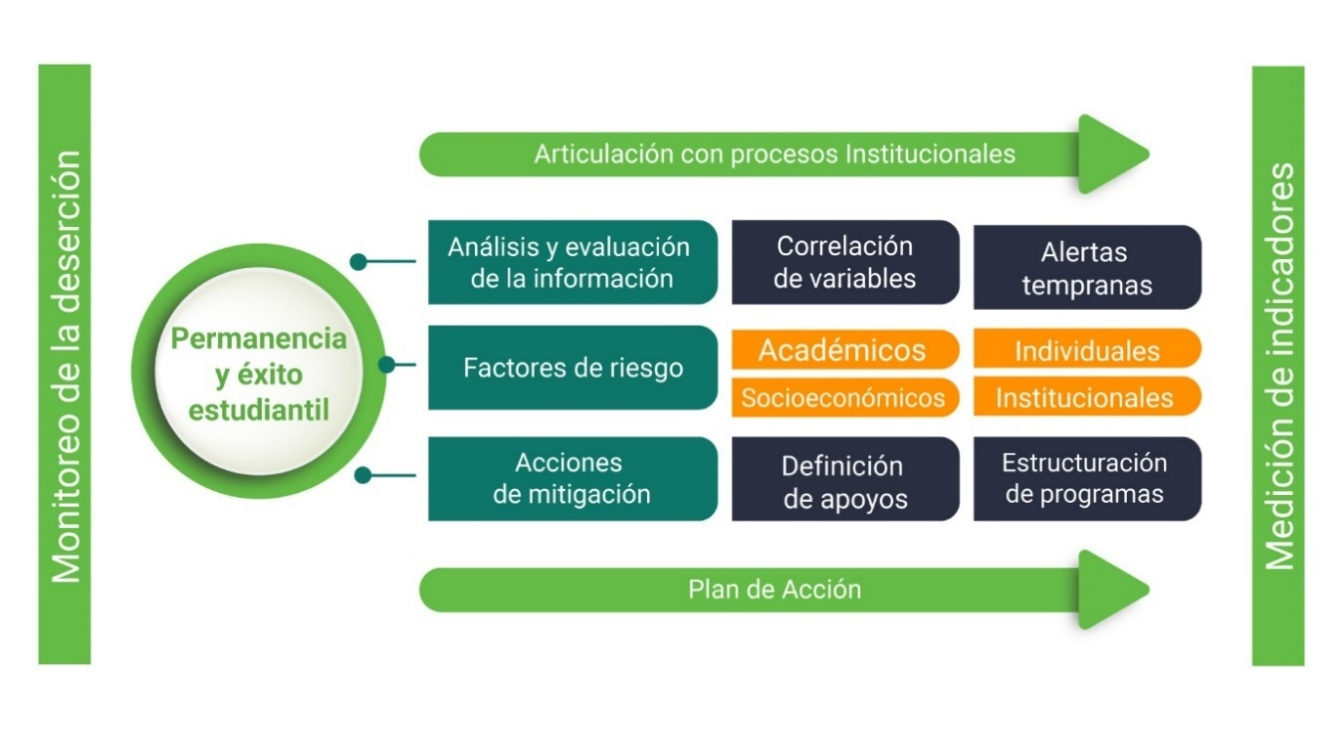 Monitoreo de la deserción
Articulación con procesos Institucionales
Permanencia
y éxito
estudiantil
Análisis y evaluación
de la información
Correlación
de variables
Alertas
tempranas
Factores de riesgo
Académicos
Individuales
Socioeconómicos
Institucionales
Acciones
de mitigación
Definición
de apoyos
Estructuración
de programas
Plan de Acción
Medición de indicadores